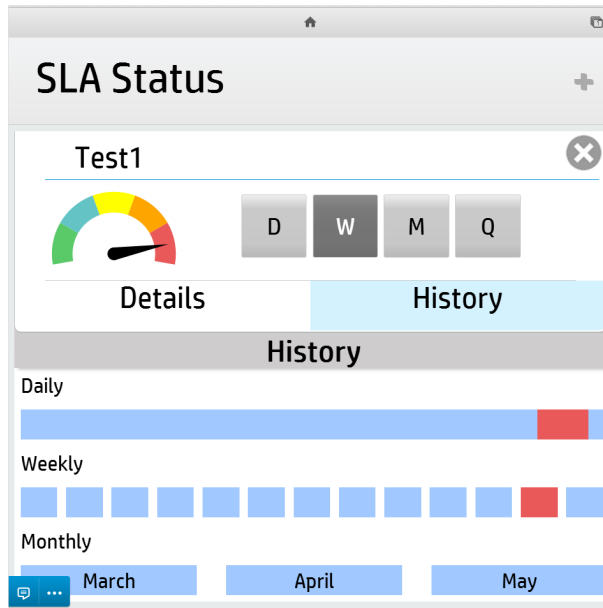 SLA Status
Test1
D W M Q
Details History
History
Daily
Weekly
Monthly
March April May